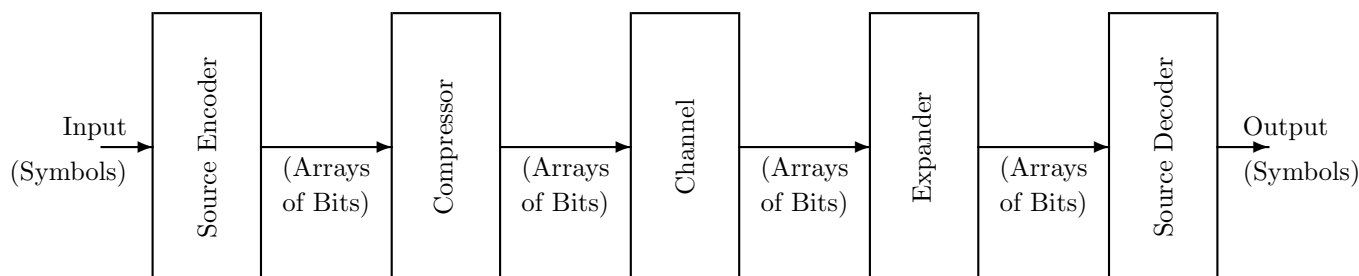 Input
(Symbols)
Source Encoder
(Arrays
of Bits)
Compressor
(Arrays
of Bits)
Channel
(Arrays
of Bits)
Expander
(Arrays
of Bits)
Source Decoder
Output
(Symbols)